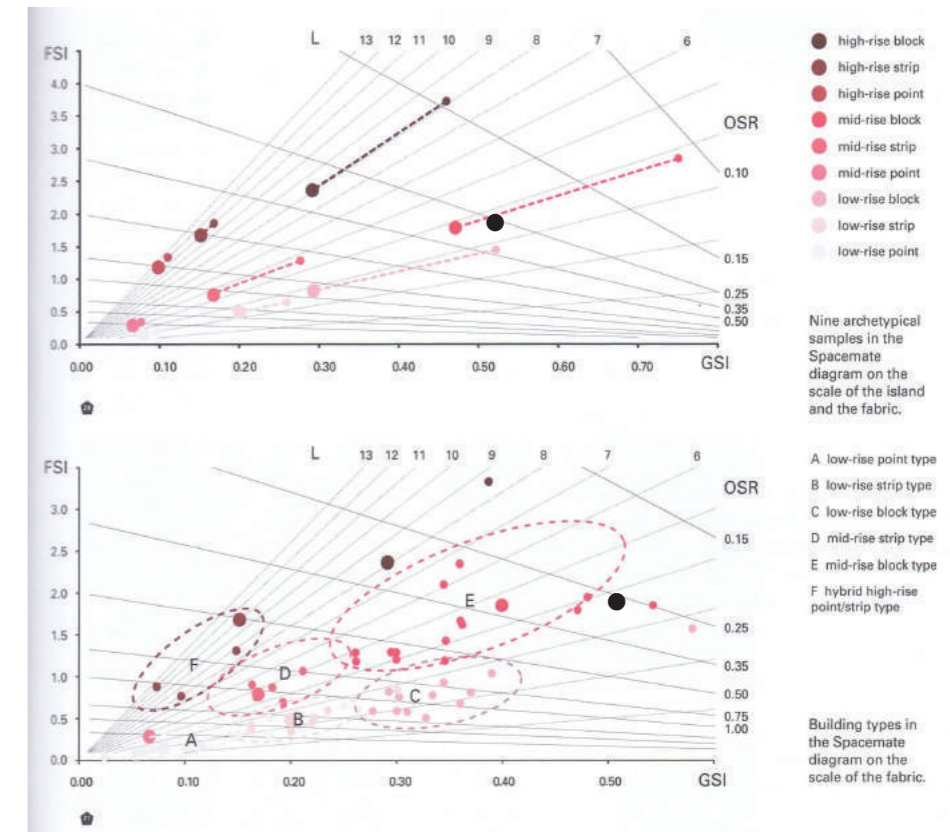 L 13 12 11 10 9 8 7 6
FSI
4.0
3.5
3.0
2.5
2.0
1.5
1.0
0.5
0.0
OSR
0.10
0.15
0.25
0.35
0.50
0.00 0.10 0.20 0.30 0.40 0.50 0.60 0.70 GSI
high-rise block
high-rise strip
high-rise point
mid-rise block
mid-rise strip
mid-rise point
low-rise block
low-rise strip
low-rise point
Nine archetypical
samples in the
Spacemate
diagram on the
scale of the island
and the fabric.
L 13 12 11 10 9 8 7 6
FSI
3.0
2.5
2.0
1.5
1.0
0.5
0.0
OSR
0.15
0.25
0.35
0.50
0.75
1.00
E
F
D
C
B
A
0.00 0.10 0.20 0.30 0.40 0.50 GSI
A low-rise point type
B low-rise strip type
C low-rise block type
D mid-rise strip type
E mid-rise block type
F hybrid high-rise
point/strip type
Building types in
the Spacemate
diagram on the
scale of the fabric.